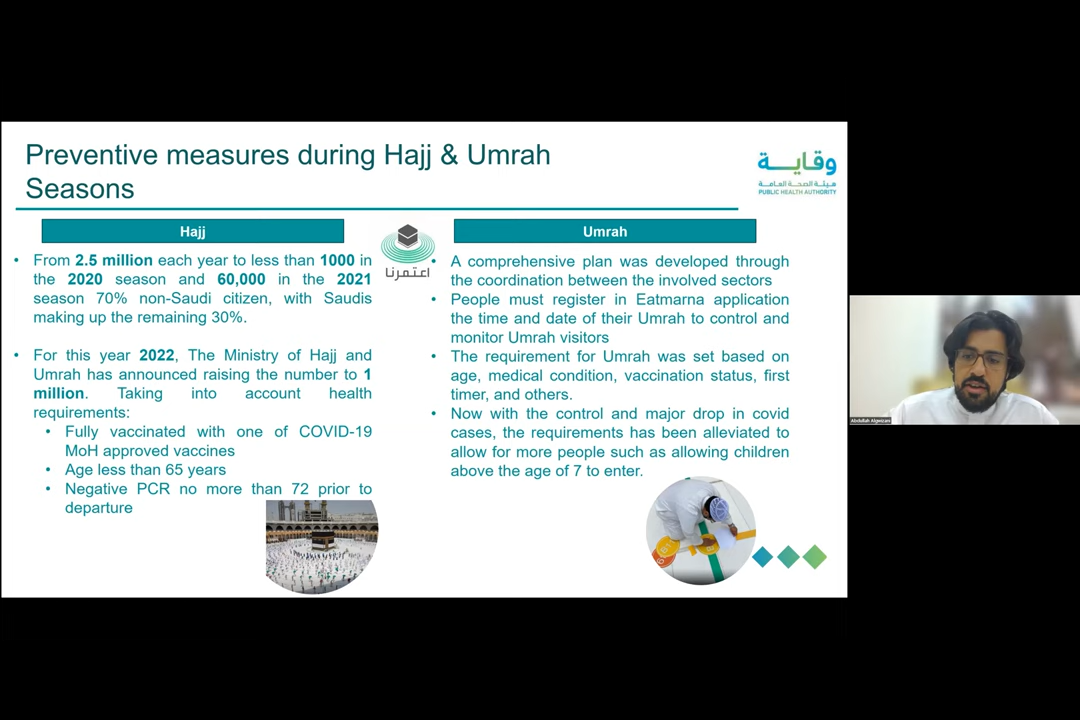 Preventive measures during Hajj & Umrah
Seasons
وقاية
هيئة الصحة العامة
PUBLIC HEALTH AUTHORITY
Hajj
• From 2.5 million each year to less than 1000 in
the 2020 season and 60,000 in the 2021
season 70% non-Saudi citizen, with Saudis
making up the remaining 30%.
• For this year 2022, The Ministry of Hajj and
Umrah has announced raising the number to 1
million. Taking into account health
requirements:
• Fully vaccinated with one of COVID-19
MoH approved vaccines
• Age less than 65 years
• Negative PCR no more than 72 prior to
departure
اعتمرنا
Umrah
• A comprehensive plan was developed through
the coordination between the involved sectors
• People must register in Eatmarna application
the time and date of their Umrah to control and
monitor Umrah visitors
• The requirement for Umrah was set based on
age, medical condition, vaccination status, first
timer, and others.
• Now with the control and major drop in covid
cases, the requirements has been alleviated to
allow for more people such as allowing children
above the age of 7 to enter.
Abdullah Algwizani